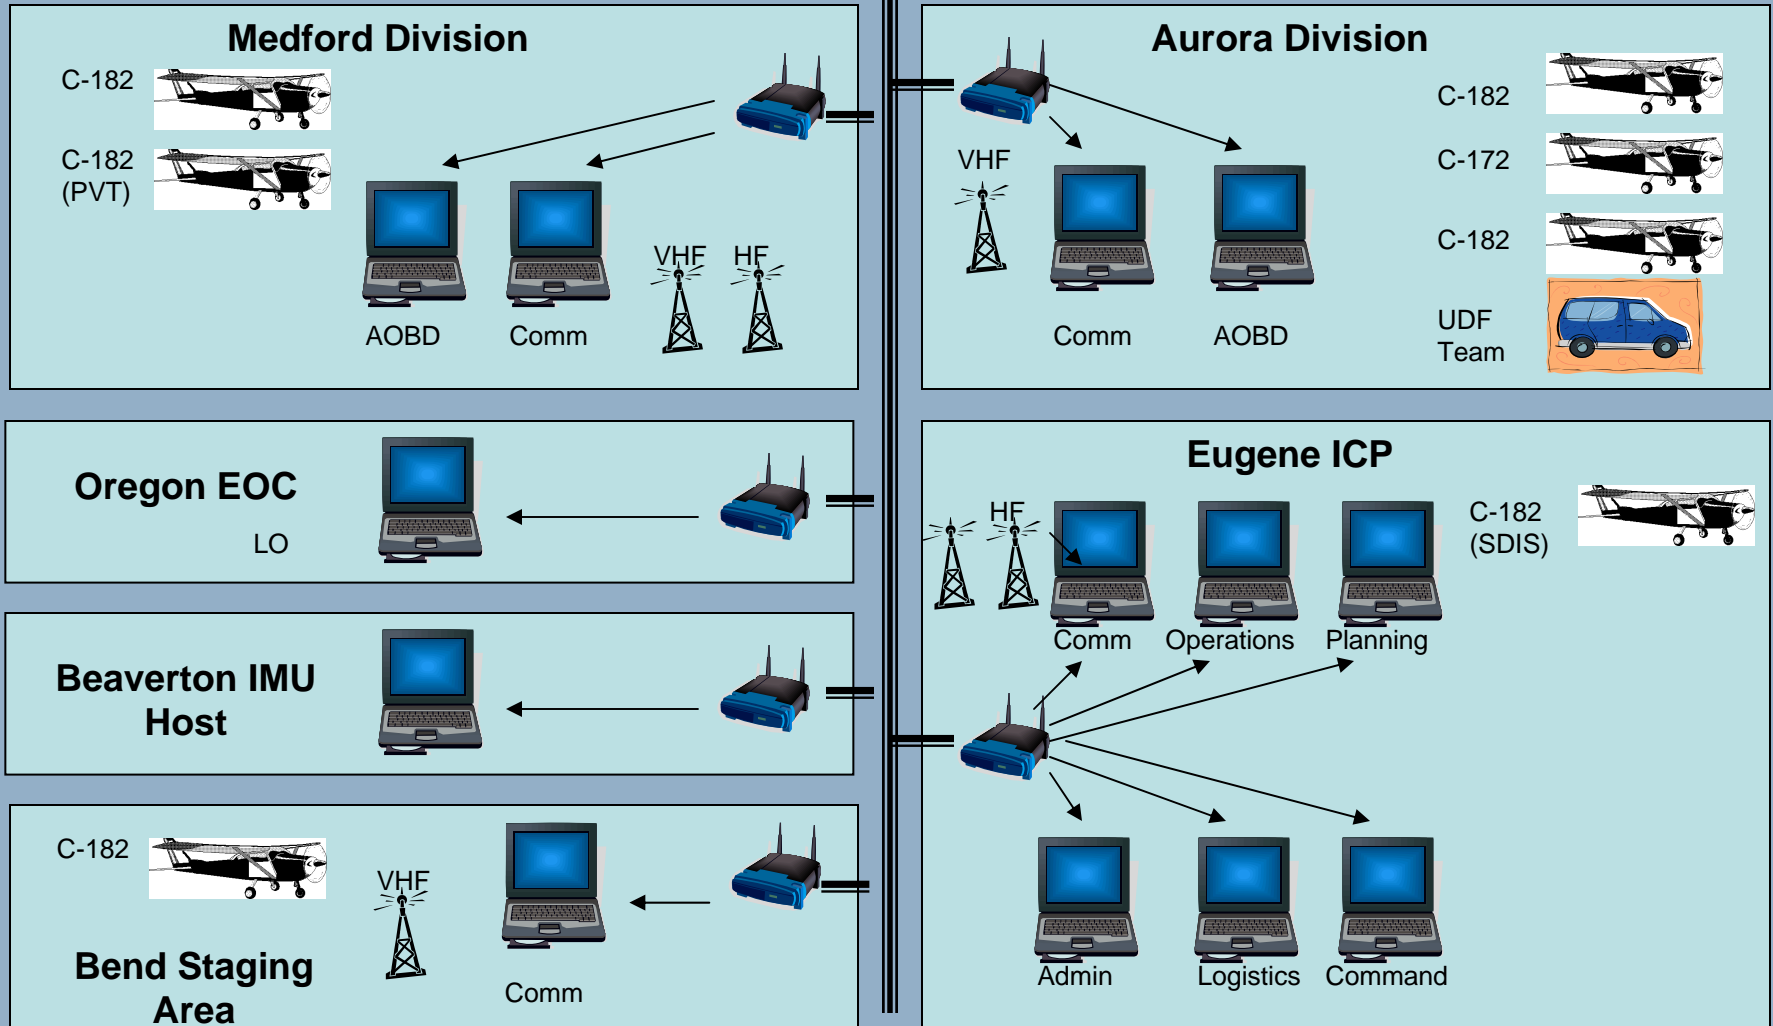 Medford Division
C-182
C-182
(PVT)
AOBD
Comm
VHF
HF
Aurora Division
VHF
Comm
AOBD
C-182
C-172
C-182
UDF
Team
Oregon EOC
LO
Beaverton IMU
Host
Bend Staging
Area
C-182
VHF
Comm
Eugene ICP
HF
C-182
(SDIS)
Comm
Operations
Planning
Admin
Logistics
Command